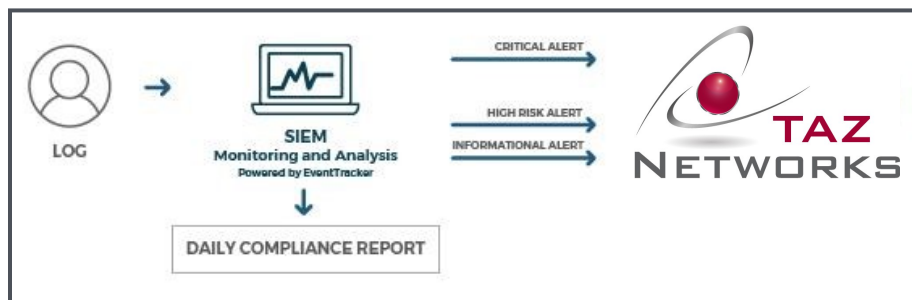 LOG
SIEM
Monitoring and Analysis
Powered by EventTracker
DAILY COMPLIANCE REPORT
CRITICAL ALERT
HIGH RISK ALERT
INFORMATIONAL ALERT
TAZ
NETWORKS